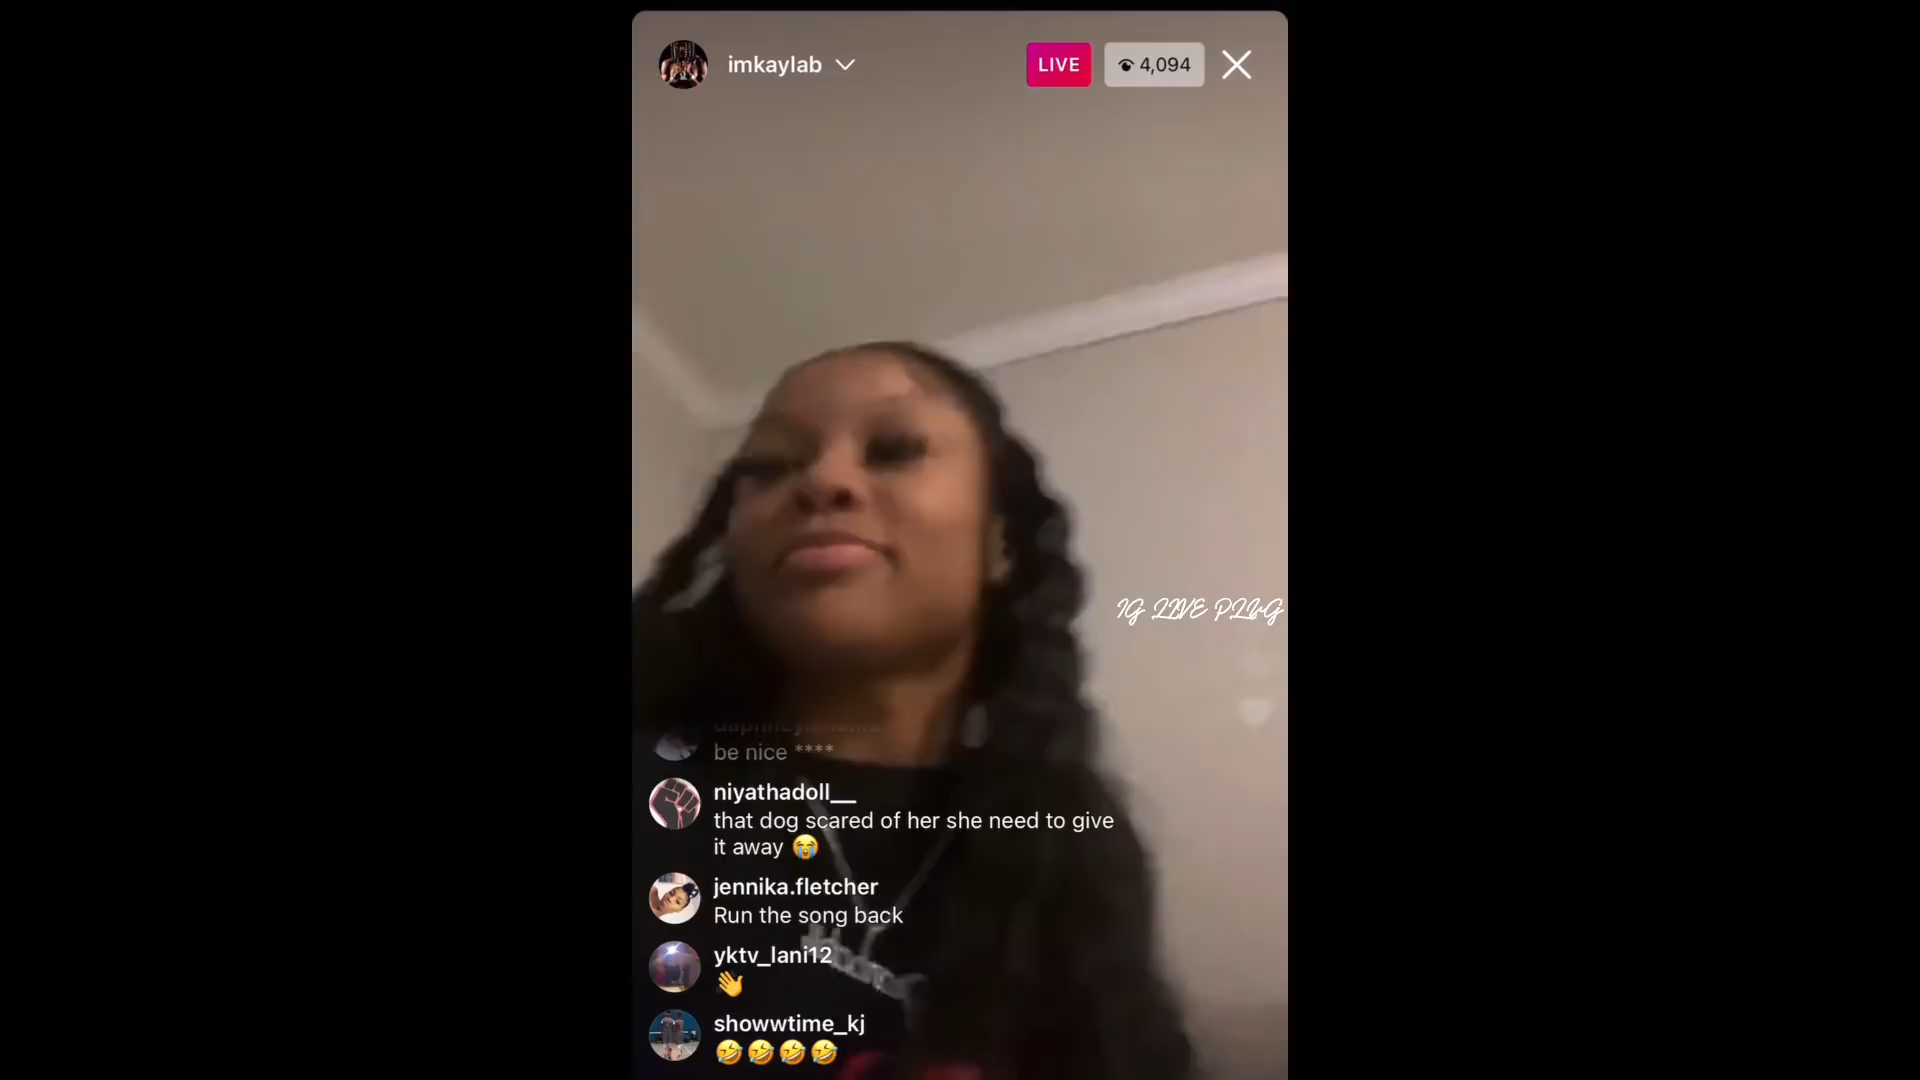 imkaylab
LIVE
4,094
IG LIVE PLUG
be nice ****
niyathadoll__
that dog scared of her she need to give
it away 😭
jennika.fletcher
Run the song back
yktv_lani12
👋
showwtime_kj
🤣🤣🤣🤣